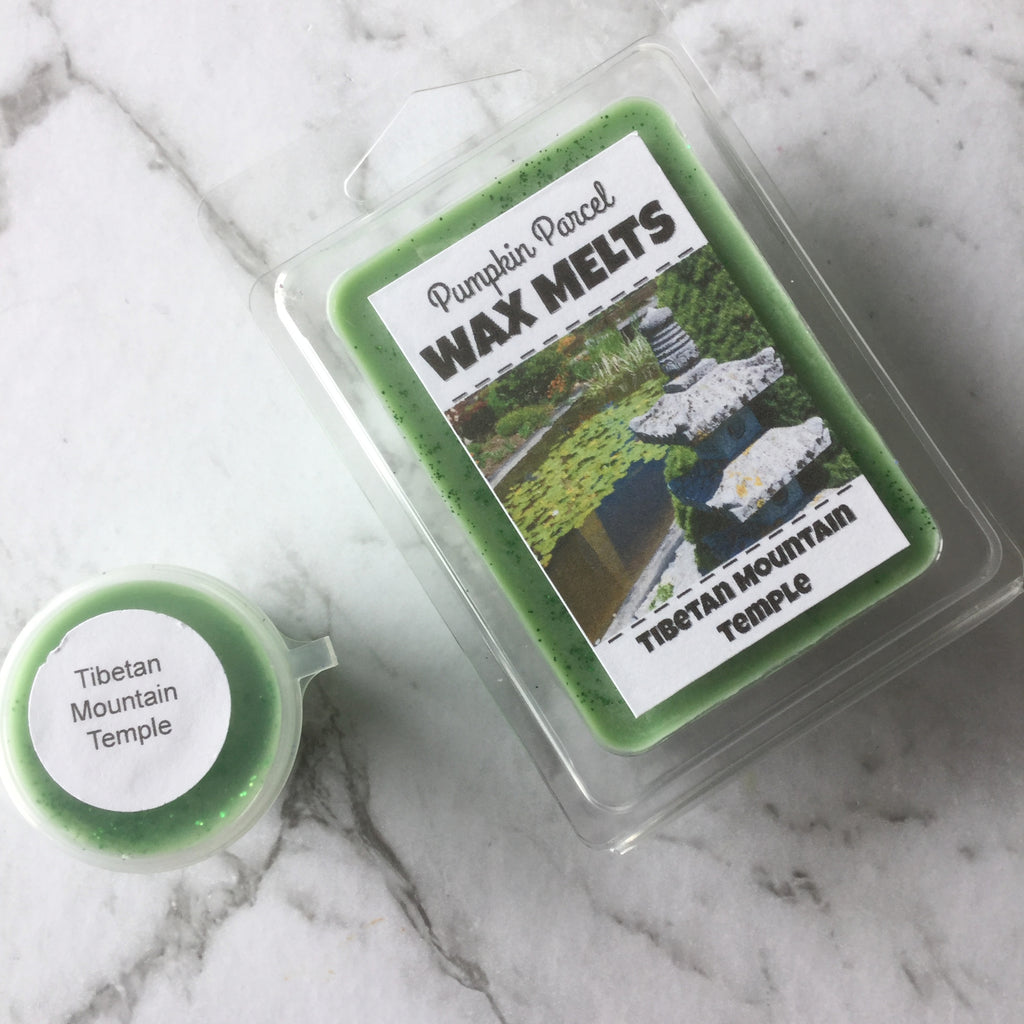 Pumpkin Parcel
WAX MELTS
TIBETAN MOUNTAIN
TEMPLE
Tibetan
Mountain
Temple